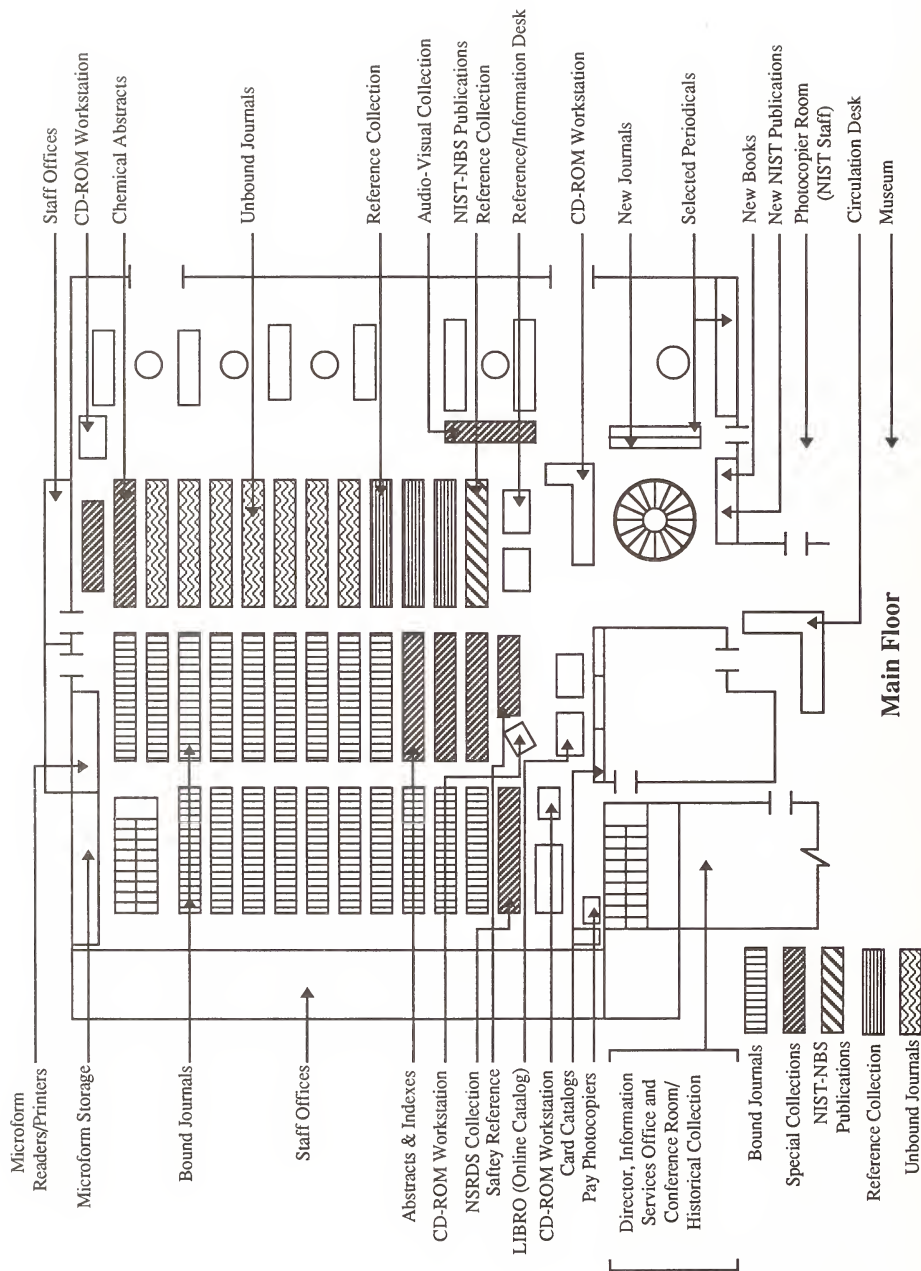 Microform
Readers/Printers
Microform Storage
Bound Journals
Staff Offices
Abstracts & Indexes
CD-ROM Workstation
NSRDS Collection
Saftey Reference
LIBRO (Online Catalog)
CD-ROM Workstation
Card Catalogs
Pay Photocopiers
Director, Information
Services Office and
Conference Room/
Historical Collection
Staff Offices
CD-ROM Workstation
Chemical Abstracts
Unbound Journals
Reference Collection
Audio-Visual Collection
NIST-NBS Publications
Reference Collection
Reference/Information Desk
CD-ROM Workstation
New Journals
Selected Periodicals
New Books
New NIST Publications
Photocopier Room
(NIST Staff)
Circulation Desk
Museum
Main Floor
Bound Journals
Special Collections
NIST-NBS
Publications
Reference Collection
Unbound Journals